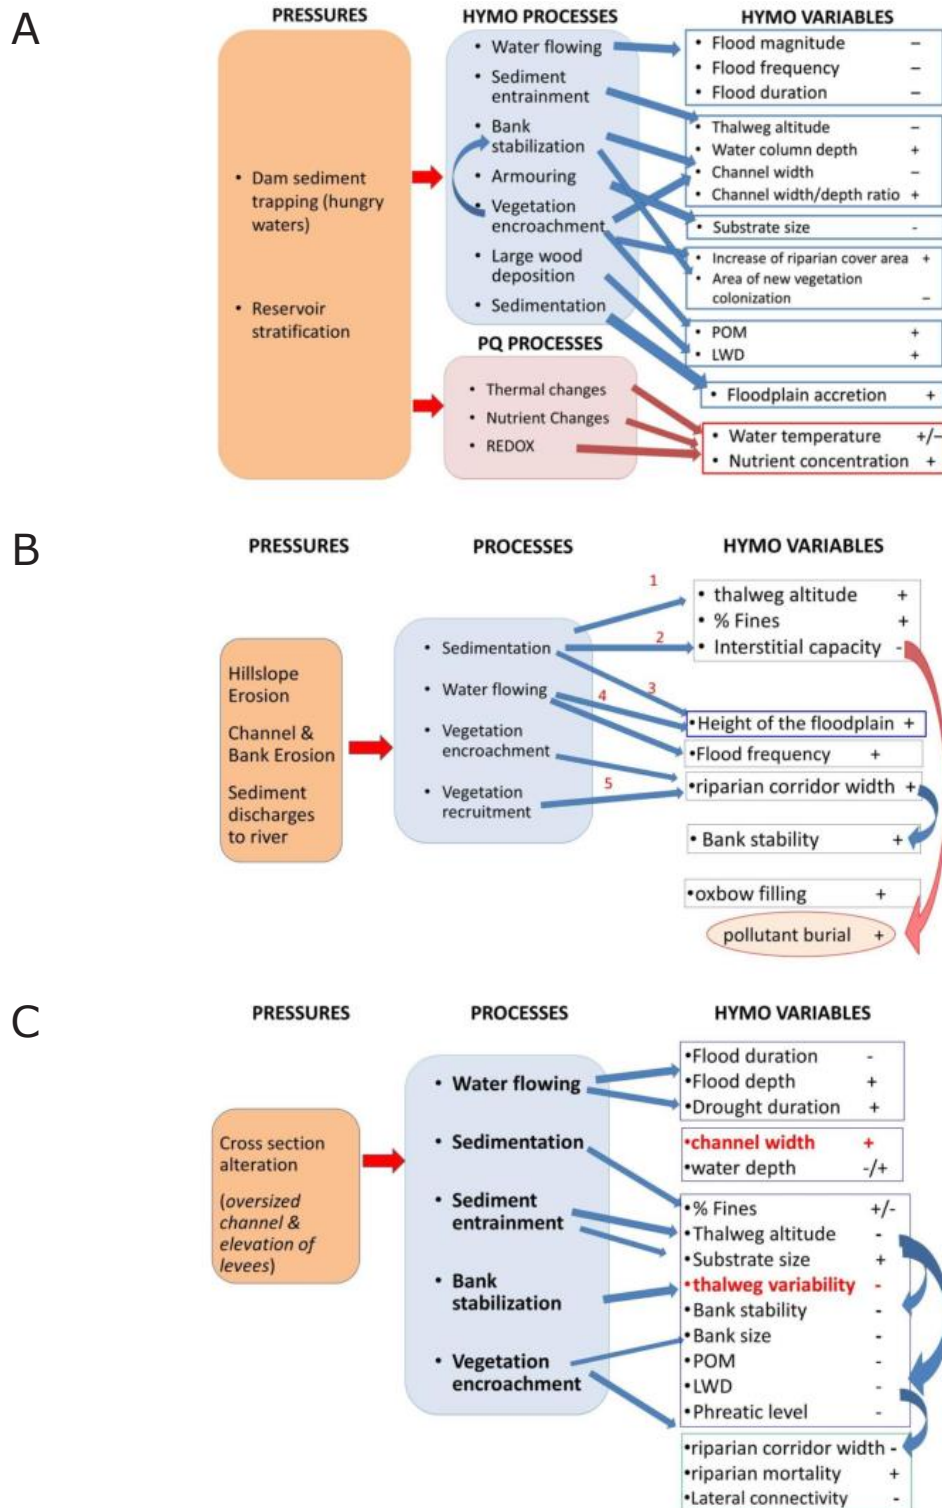 A
PRESSURES
HYMO PROCESSES
HYMO VARIABLES
• Dam sediment
trapping (hungry
waters)
• Reservoir
stratification
• Water flowing
• Sediment
entrainment
• Bank
stabilization
• Armouring
• Vegetation
encroachment
• Large wood
deposition
• Sedimentation
PQ PROCESSES
• Thermal changes
• Nutrient Changes
• REDOX
• Flood magnitude –
• Flood frequency –
• Flood duration –
• Thalweg altitude –
• Water column depth +
• Channel width –
• Channel width/depth ratio +
• Substrate size -
• Increase of riparian cover area +
• Area of new vegetation
colonization –
• POM +
• LWD +
• Floodplain accretion +
• Water temperature +/–
• Nutrient concentration +
B
PRESSURES
PROCESSES
HYMO VARIABLES
Hillslope
Erosion
Channel &
Bank Erosion
Sediment
discharges
to river
• Sedimentation
• Water flowing
• Vegetation
encroachment
• Vegetation
recruitment
1
2
3
4
5
• thalweg altitude +
• % Fines +
• Interstitial capacity -
•Height of the floodplain +
•Flood frequency +
•riparian corridor width +
• Bank stability +
•oxbow filling +
pollutant burial +
C
PRESSURES
PROCESSES
HYMO VARIABLES
Cross section
alteration
(oversized
channel &
elevation of
levees)
• Water flowing
• Sedimentation
• Sediment
entrainment
• Bank
stabilization
• Vegetation
encroachment
•Flood duration -
•Flood depth +
•Drought duration +
•channel width +
•water depth -/+
•% Fines +/-
•Thalweg altitude -
•Substrate size +
•thalweg variability -
•Bank stability -
•Bank size -
•POM -
•LWD -
•Phreatic level -
•riparian corridor width -
•riparian mortality +
•Lateral connectivity -